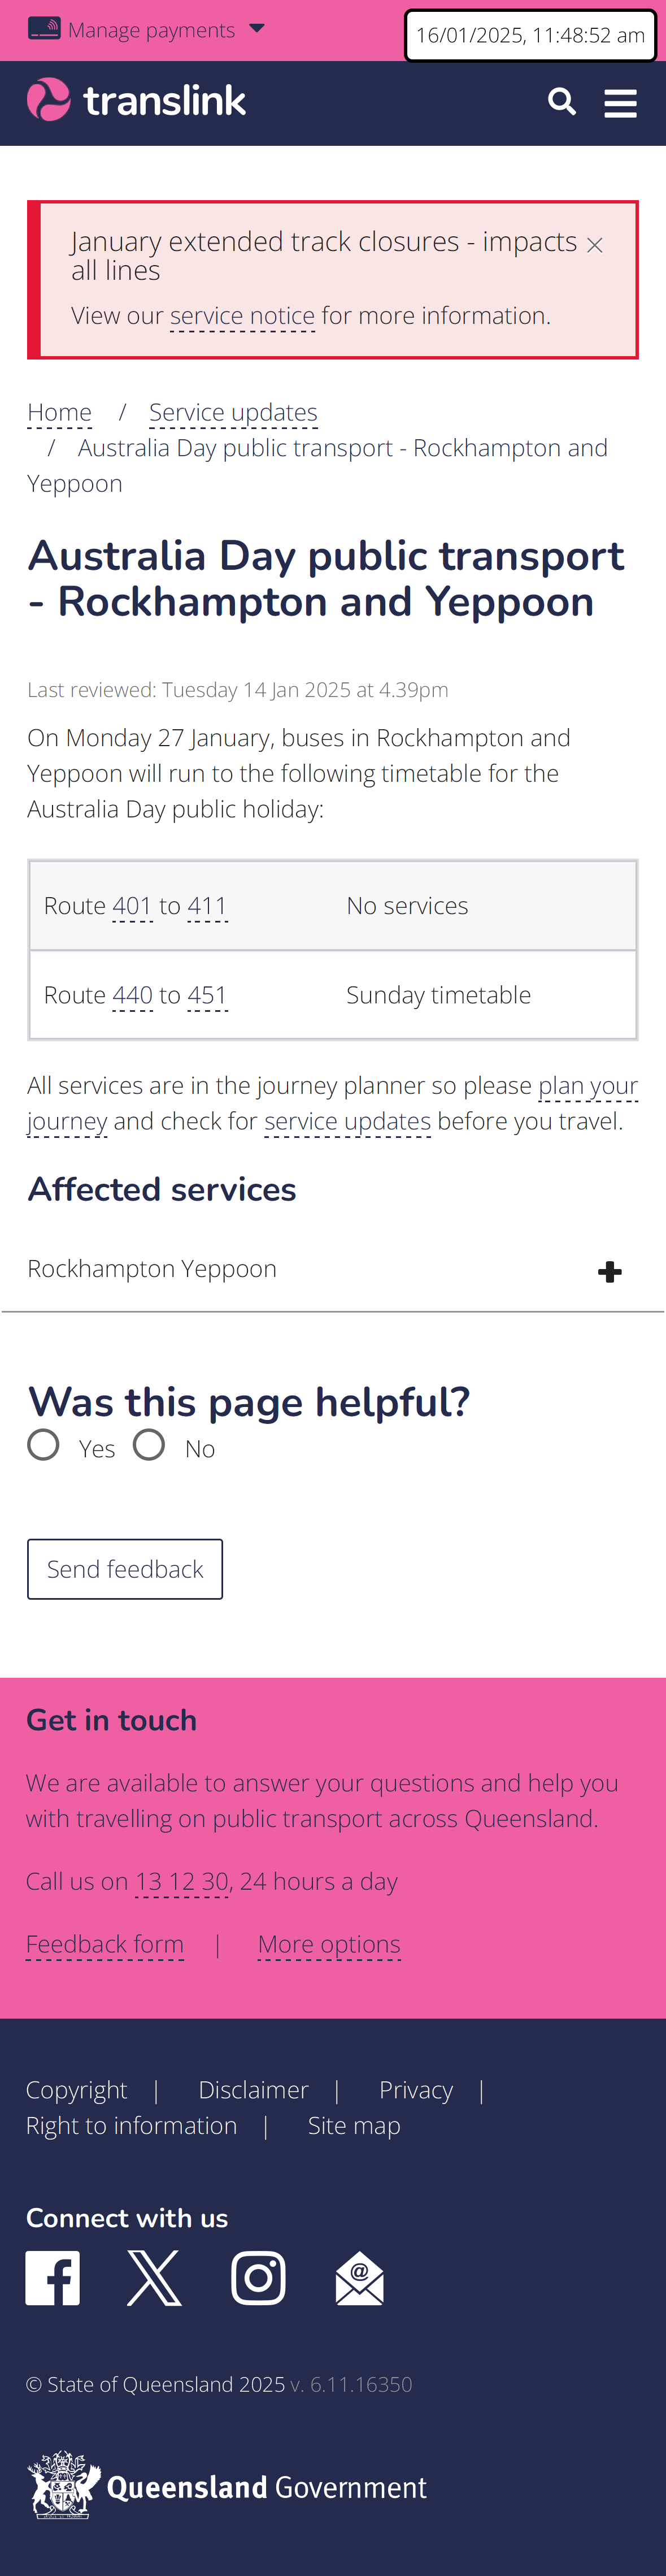 Manage payments
16/01/2025, 11:48:52 am
translink
January extended track closures - impacts
all lines
View our service notice for more information.
Home / Service updates
/ Australia Day public transport - Rockhampton and
Yeppoon
Australia Day public transport
- Rockhampton and Yeppoon
Last reviewed: Tuesday 14 Jan 2025 at 4.39pm
On Monday 27 January, buses in Rockhampton and
Yeppoon will run to the following timetable for the
Australia Day public holiday:
Route 401 to 411 No services
Route 440 to 451 Sunday timetable
All services are in the journey planner so please plan your
journey and check for service updates before you travel.
Affected services
Rockhampton Yeppoon
Was this page helpful?
Yes No
Send feedback
Get in touch
We are available to answer your questions and help you
with travelling on public transport across Queensland.
Call us on 13 12 30, 24 hours a day
Feedback form | More options
Copyright | Disclaimer | Privacy |
Right to information | Site map
Connect with us
© State of Queensland 2025 v. 6.11.16350
Queensland Government